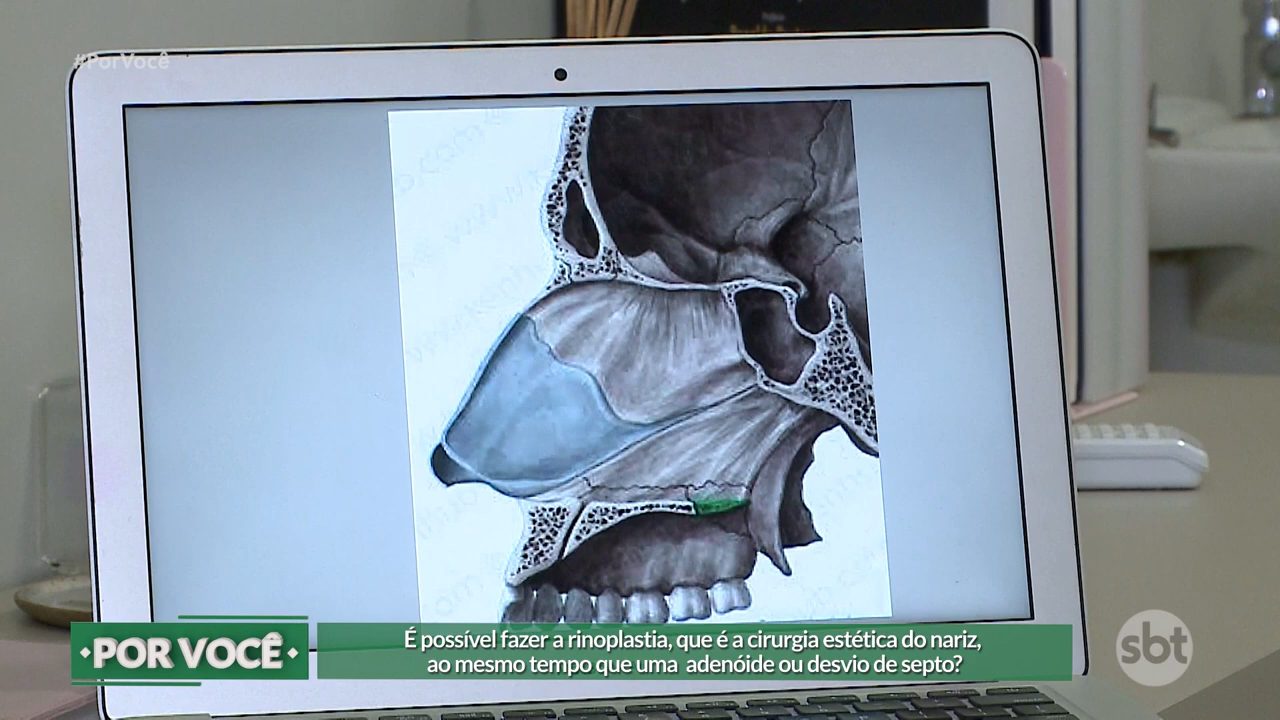 #PorVocê
POR VOCÊ
É possível fazer a rinoplastia, que é a cirurgia estética do nariz,
ao mesmo tempo que uma adenóide ou desvio de septo?
sbt